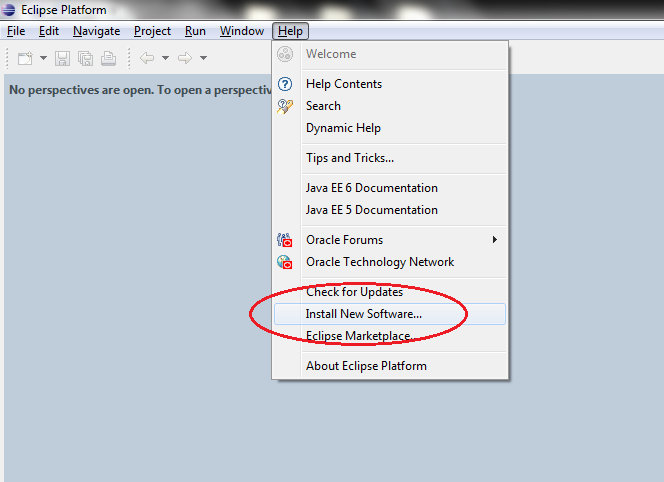 Eclipse Platform
File Edit Navigate Project Run Window Help
Welcome
No perspectives are open. To open a perspectiv
Help Contents
Search
Dynamic Help
Tips and Tricks...
Java EE 6 Documentation
Java EE 5 Documentation
Oracle Forums
Oracle Technology Network
Check for Updates
Install New Software...
Eclipse Marketplace...
About Eclipse Platform